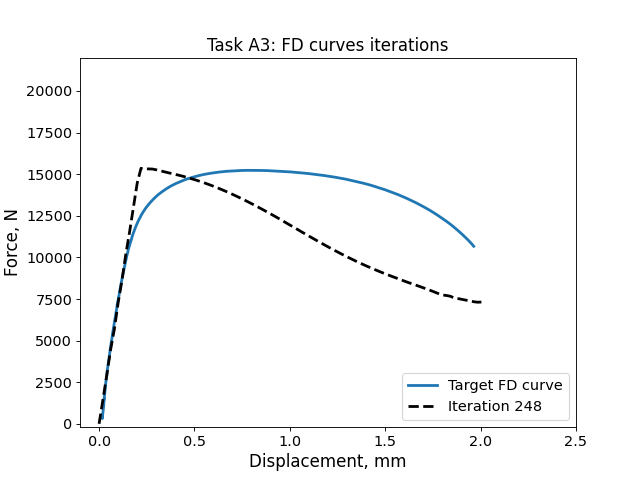 Task A3: FD curves iterations
Force, N
20000
17500
15000
12500
10000
7500
5000
2500
0
0.0 0.5 1.0 1.5 2.0 2.5
Displacement, mm
Target FD curve
Iteration 248